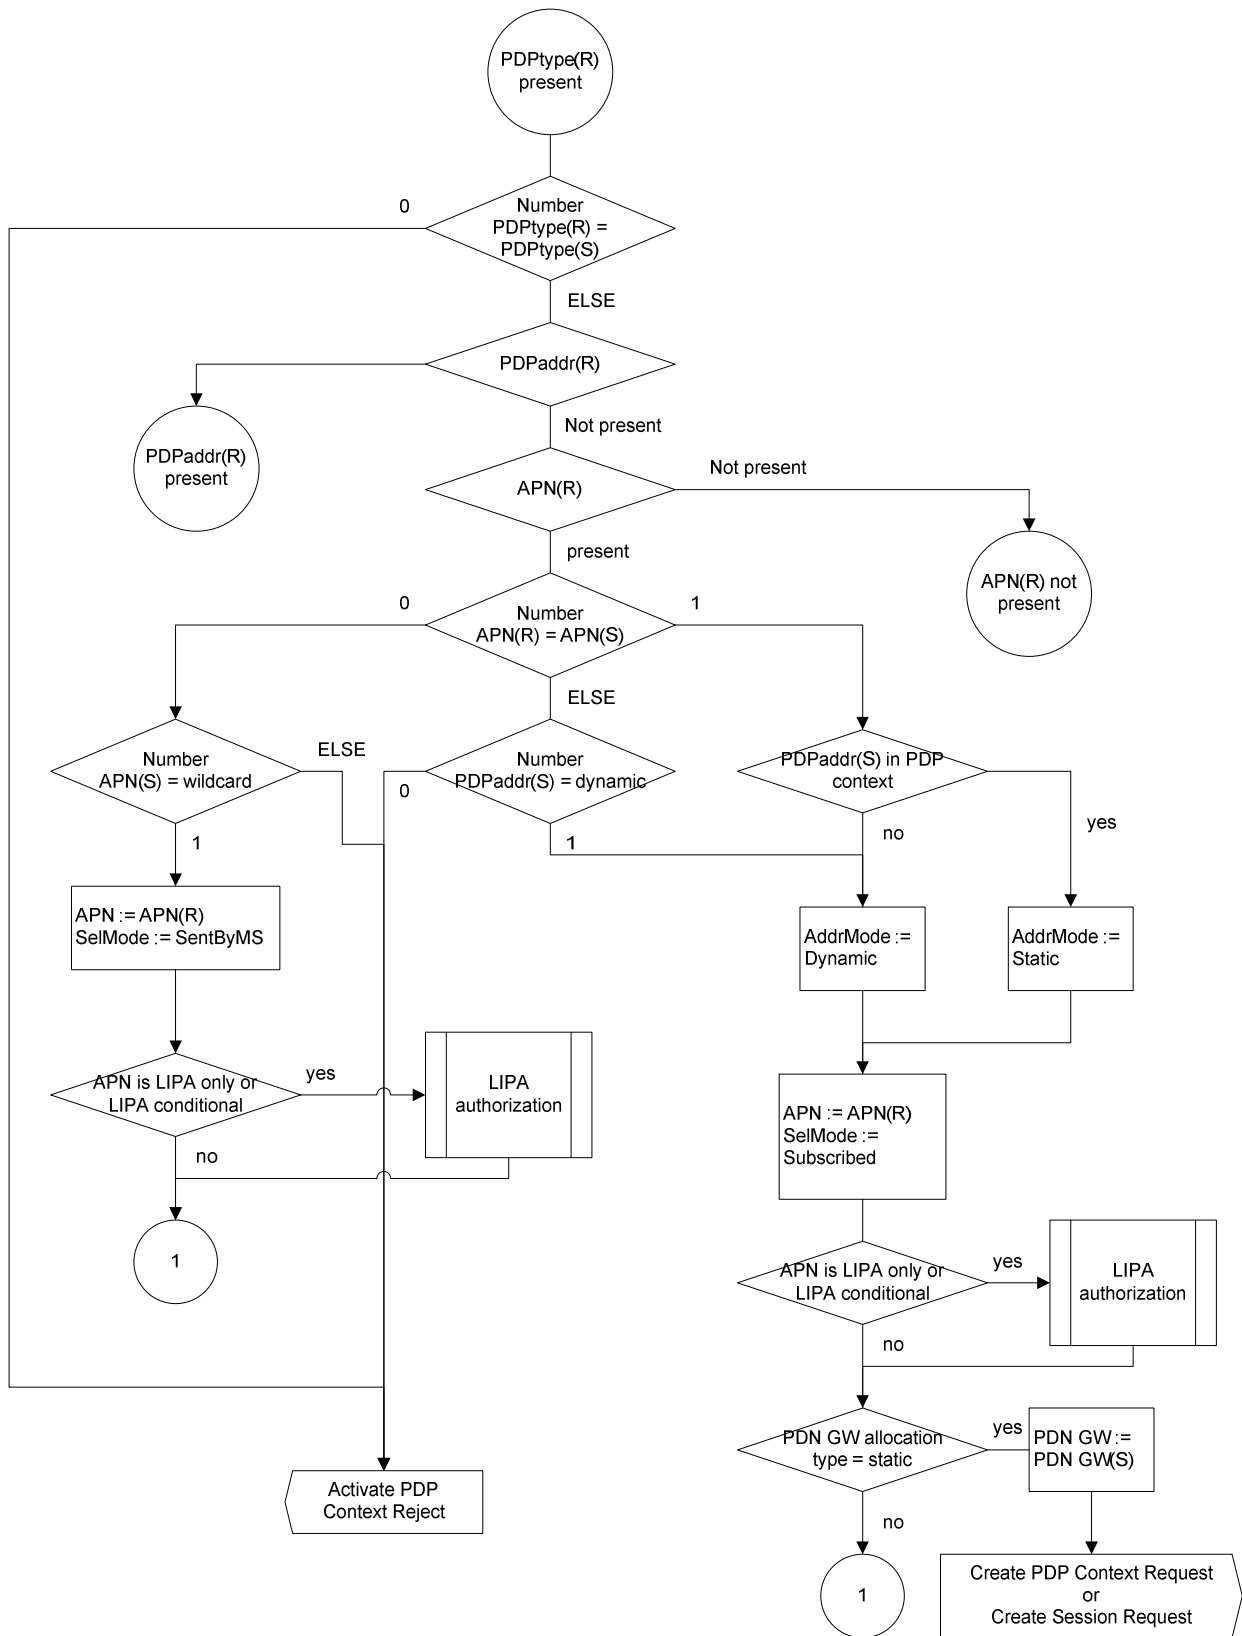 PDPtype(R)
present
0
Number
PDPtype(R) =
PDPtype(S)
ELSE
PDPaddr(R)
Not present
PDPaddr(R)
present
Not present
APN(R)
present
APN(R) not
present
0
Number
APN(R) = APN(S)
1
ELSE
Number
APN(S) = wildcard
ELSE
Number
PDPaddr(S) = dynamic
0
PDPaddr(S) in PDP
context
1
1
no
yes
APN := APN(R)
SelMode := SentByMS
AddrMode :=
Dynamic
AddrMode :=
Static
APN is LIPA only or
LIPA conditional
yes
LIPA
authorization
no
APN := APN(R)
SelMode :=
Subscribed
1
APN is LIPA only or
LIPA conditional
yes
LIPA
authorization
no
PDN GW allocation
type = static
yes
PDN GW :=
PDN GW(S)
Activate PDP
Context Reject
no
1
Create PDP Context Request
or
Create Session Request